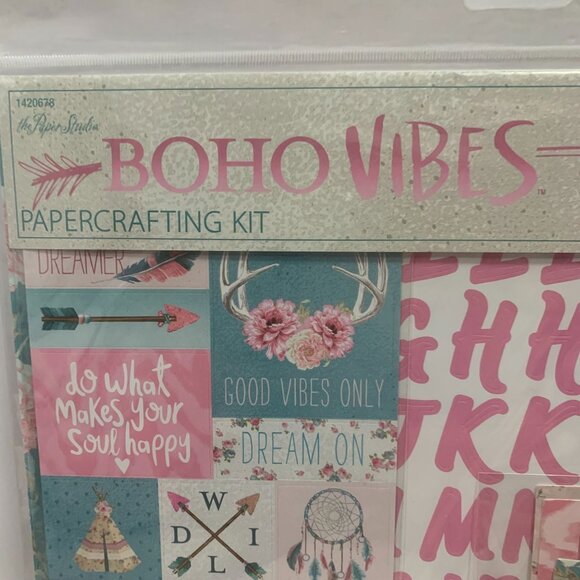 1420678
the Paper Studio
BOHO VIBES™
PAPERCRAFTING KIT
DREAMER
do what
makes your
soul happy
GOOD VIBES ONLY
DREAM ON
W
D I
L
G H H
K K
M